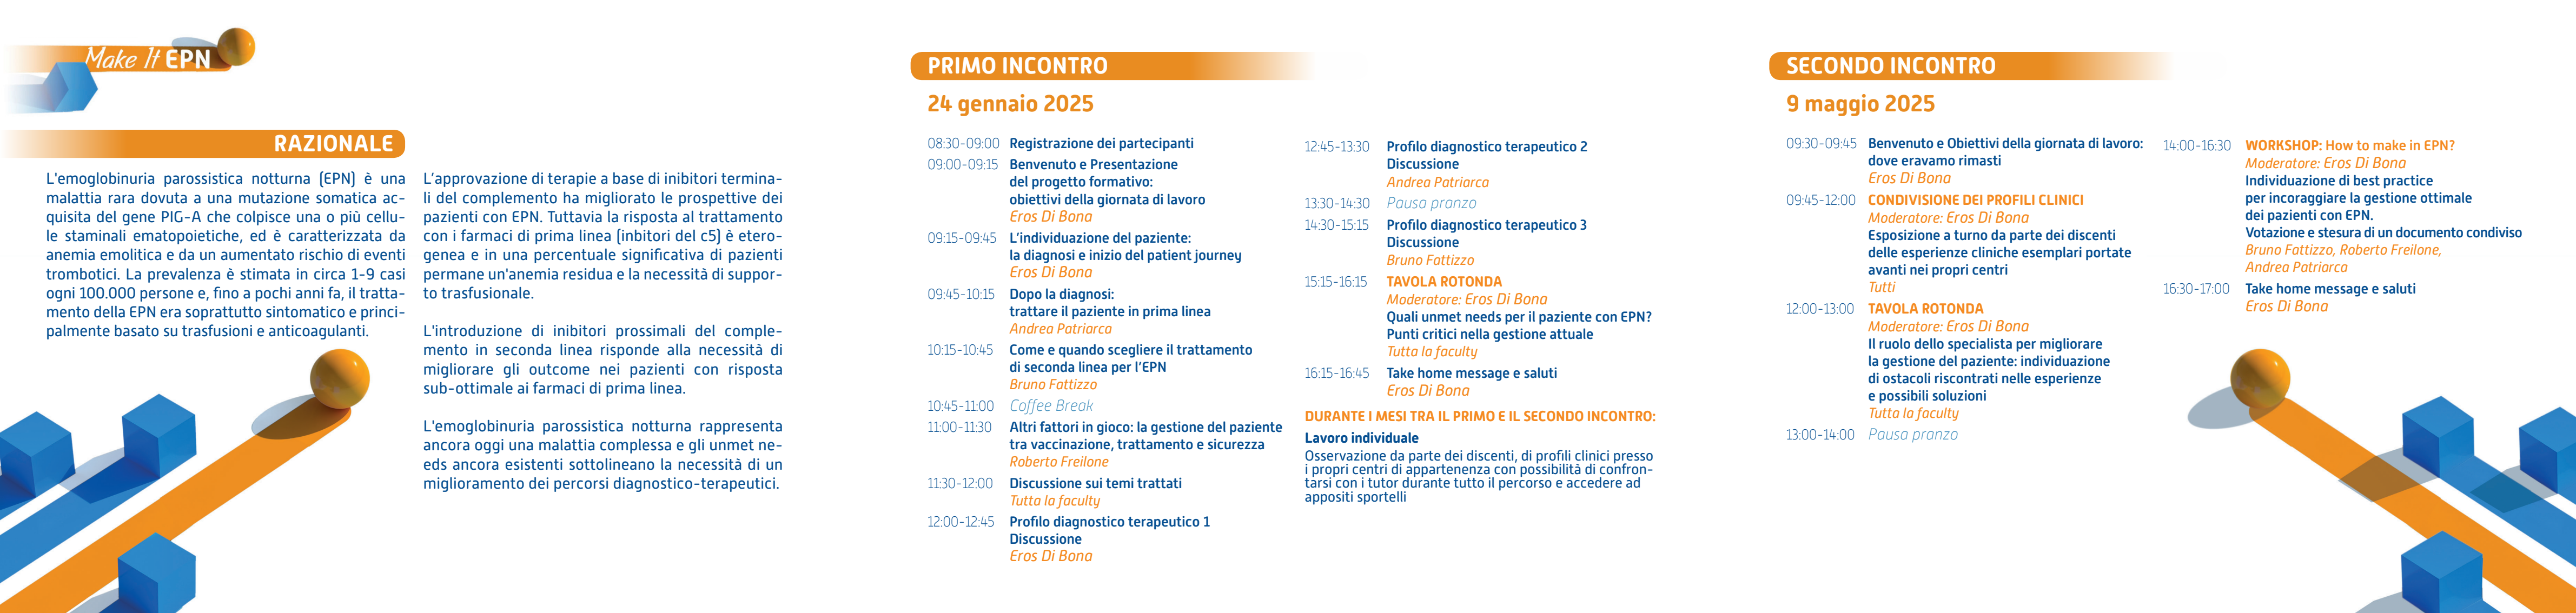 Make It EPN
RAZIONALE
L'emoglobinuria parossistica notturna (EPN) è una
malattia rara dovuta a una mutazione somatica ac-
quisita del gene PIG-A che colpisce una o più cellu-
le staminali ematopoietiche, ed è caratterizzata da
anemia emolitica e da un aumentato rischio di eventi
trombotici. La prevalenza è stimata in circa 1-9 casi
ogni 100.000 persone e, fino a pochi anni fa, il tratta-
mento della EPN era soprattutto sintomatico e princi-
palmente basato su trasfusioni e anticoagulanti.
L'approvazione di terapie a base di inibitori termina-
li del complemento ha migliorato le prospettive dei
pazienti con EPN. Tuttavia la risposta al trattamento
con i farmaci di prima linea (inbitori del c5) è etero-
genea e in una percentuale significativa di pazienti
permane un'anemia residua e la necessità di suppor-
to trasfusionale.
L'introduzione di inibitori prossimali del comple-
mento in seconda linea risponde alla necessità di
migliorare gli outcome nei pazienti con risposta
sub-ottimale ai farmaci di prima linea.
L'emoglobinuria parossistica notturna rappresenta
ancora oggi una malattia complessa e gli unmet ne-
eds ancora esistenti sottolineano la necessità di un
miglioramento dei percorsi diagnostico-terapeutici.
PRIMO INCONTRO
24 gennaio 2025
08:30-09:00 Registrazione dei partecipanti
09:00-09:15 Benvenuto e Presentazione
del progetto formativo:
obiettivi della giornata di lavoro
Eros Di Bona
09:15-09:45 L'individuazione del paziente:
la diagnosi e inizio del patient journey
Eros Di Bona
09:45-10:15 Dopo la diagnosi:
trattare il paziente in prima linea
Andrea Patriarca
10:15-10:45 Come e quando scegliere il trattamento
di seconda linea per l'EPN
Bruno Fattizzo
10:45-11:00 Coffee Break
11:00-11:30 Altri fattori in gioco: la gestione del paziente
tra vaccinazione, trattamento e sicurezza
Roberto Freilone
11:30-12:00 Discussione sui temi trattati
Tutta la faculty
12:00-12:45 Profilo diagnostico terapeutico 1
Discussione
Eros Di Bona
12:45-13:30 Profilo diagnostico terapeutico 2
Discussione
Andrea Patriarca
13:30-14:30 Pausa pranzo
14:30-15:15 Profilo diagnostico terapeutico 3
Discussione
Bruno Fattizzo
15:15-16:15 TAVOLA ROTONDA
Moderatore: Eros Di Bona
Quali unmet needs per il paziente con EPN?
Punti critici nella gestione attuale
Tutta la faculty
16:15-16:45 Take home message e saluti
Eros Di Bona
DURANTE I MESI TRA IL PRIMO E IL SECONDO INCONTRO:
Lavoro individuale
Osservazione da parte dei discenti, di profili clinici presso
i propri centri di appartenenza con possibilità di confron-
tarsi con i tutor durante tutto il percorso e accedere ad
appositi sportelli
SECONDO INCONTRO
9 maggio 2025
09:30-09:45 Benvenuto e Obiettivi della giornata di lavoro:
dove eravamo rimasti
Eros Di Bona
09:45-12:00 CONDIVISIONE DEI PROFILI CLINICI
Moderatore: Eros Di Bona
Esposizione a turno da parte dei discenti
delle esperienze cliniche esemplari portate
avanti nei propri centri
Tutti
12:00-13:00 TAVOLA ROTONDA
Moderatore: Eros Di Bona
Il ruolo dello specialista per migliorare
la gestione del paziente: individuazione
di ostacoli riscontrati nelle esperienze
e possibili soluzioni
Tutta la faculty
13:00-14:00 Pausa pranzo
14:00-16:30 WORKSHOP: How to make in EPN?
Moderatore: Eros Di Bona
Individuazione di best practice
per incoraggiare la gestione ottimale
dei pazienti con EPN.
Votazione e stesura di un documento condiviso
Bruno Fattizzo, Roberto Freilone,
Andrea Patriarca
16:30-17:00 Take home message e saluti
Eros Di Bona